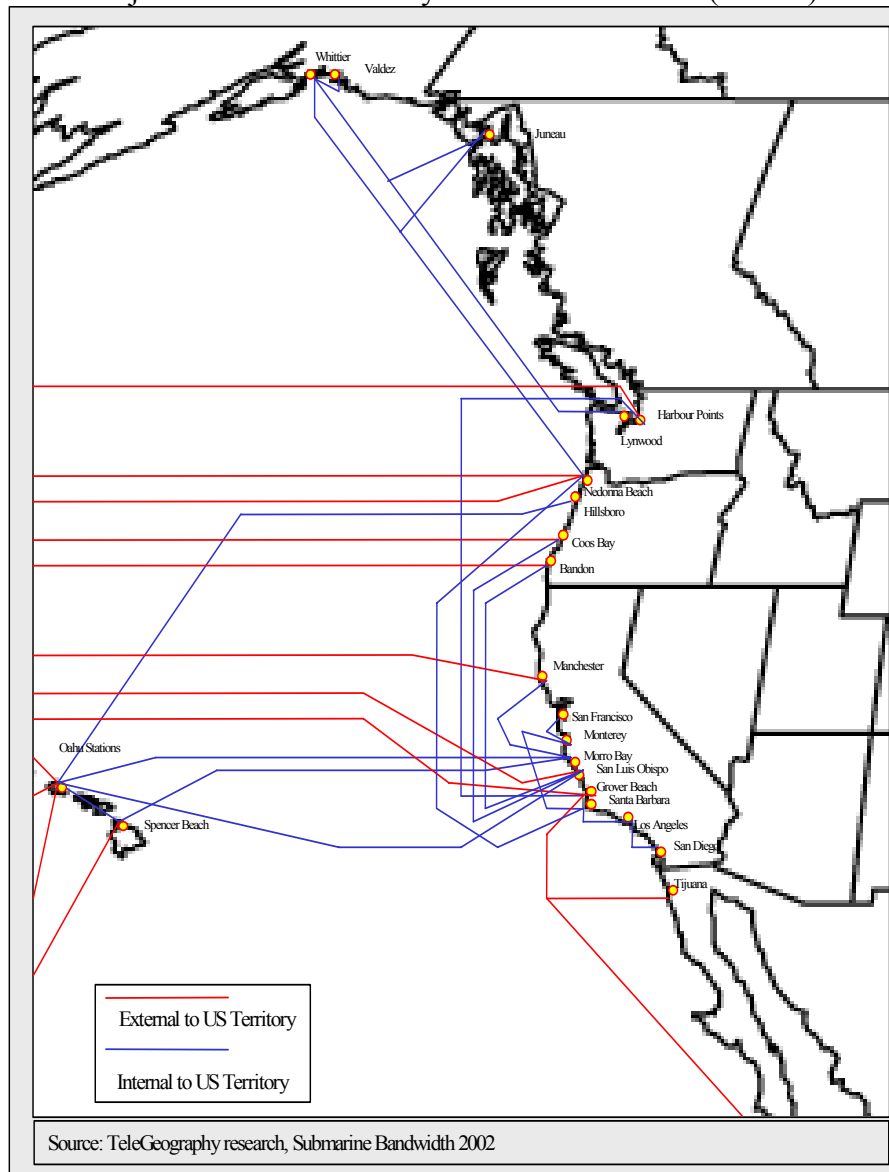 Whittier
Valdez
Juneau
Harbour Points
Lynwood
Nedonna Beach
Hillsboro
Coos Bay
Bandon
Manchester
San Francisco
Monterey
Oahu Stations
Morro Bay
San Luis Obispo
Grover Beach
Santa Barbara
Los Angeles
Spencer Beach
San Diego
Tijuana
External to US Territory
Internal to US Territory
Source: TeleGeography research, Submarine Bandwidth 2002